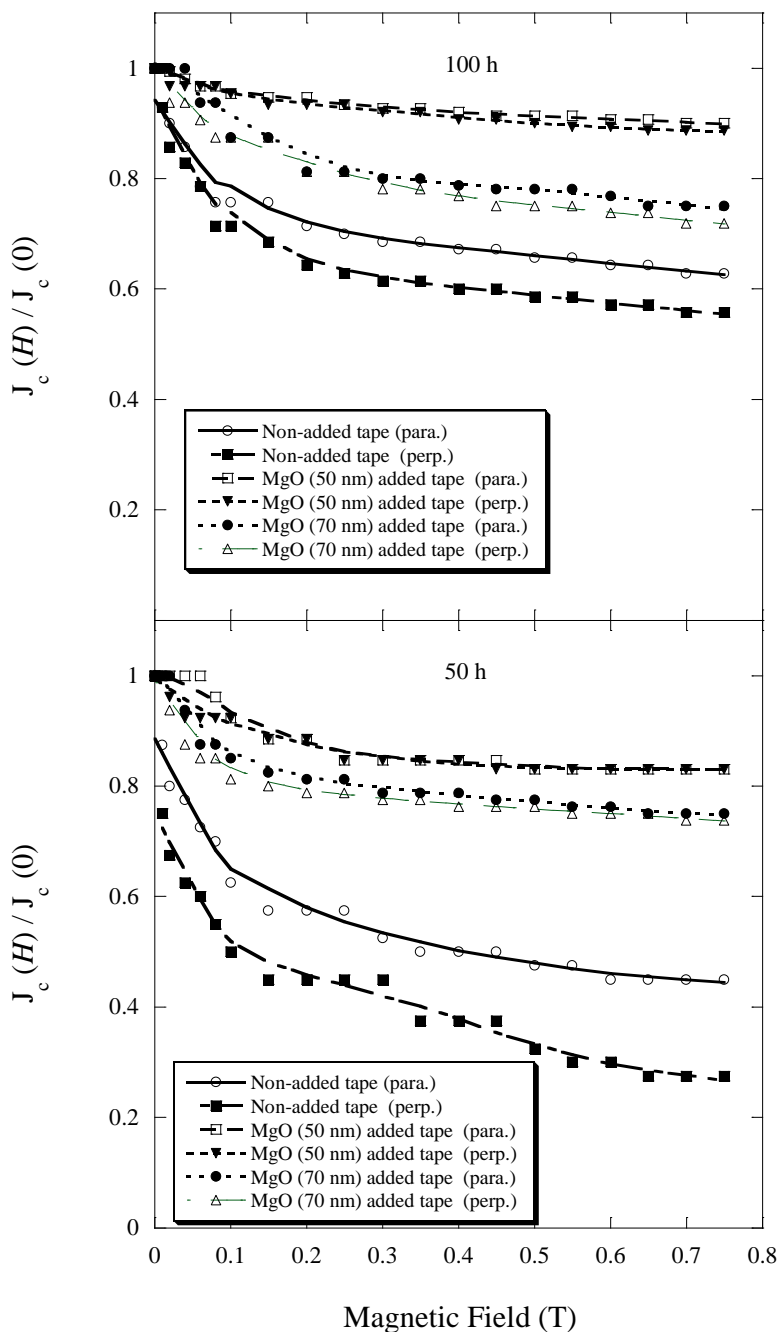 100 h
1
0.8
0.6
0.4
0.2
J_c (H) / J_c (0)
Non-added tape (para.)
Non-added tape (perp.)
MgO (50 nm) added tape (para.)
MgO (50 nm) added tape (perp.)
MgO (70 nm) added tape (para.)
MgO (70 nm) added tape (perp.)
50 h
1
0.8
0.6
0.4
0.2
0
J_c (H) / J_c (0)
Non-added tape (para.)
Non-added tape (perp.)
MgO (50 nm) added tape (para.)
MgO (50 nm) added tape (perp.)
MgO (70 nm) added tape (para.)
MgO (70 nm) added tape (perp.)
0 0.1 0.2 0.3 0.4 0.5 0.6 0.7 0.8
Magnetic Field (T)